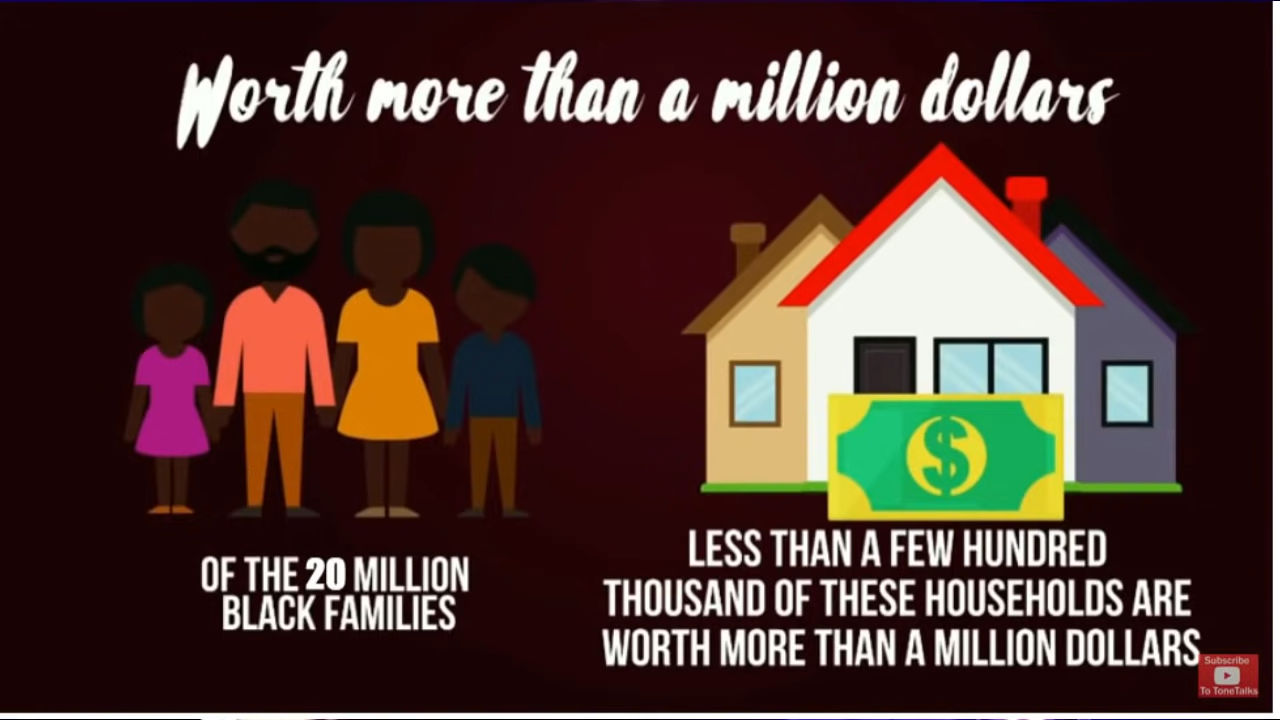 Worth more than a million dollars
OF THE 20 MILLION
BLACK FAMILIES
LESS THAN A FEW HUNDRED
THOUSAND OF THESE HOUSEHOLDS ARE
WORTH MORE THAN A MILLION DOLLARS
$
Subscribe
To ToneTalks